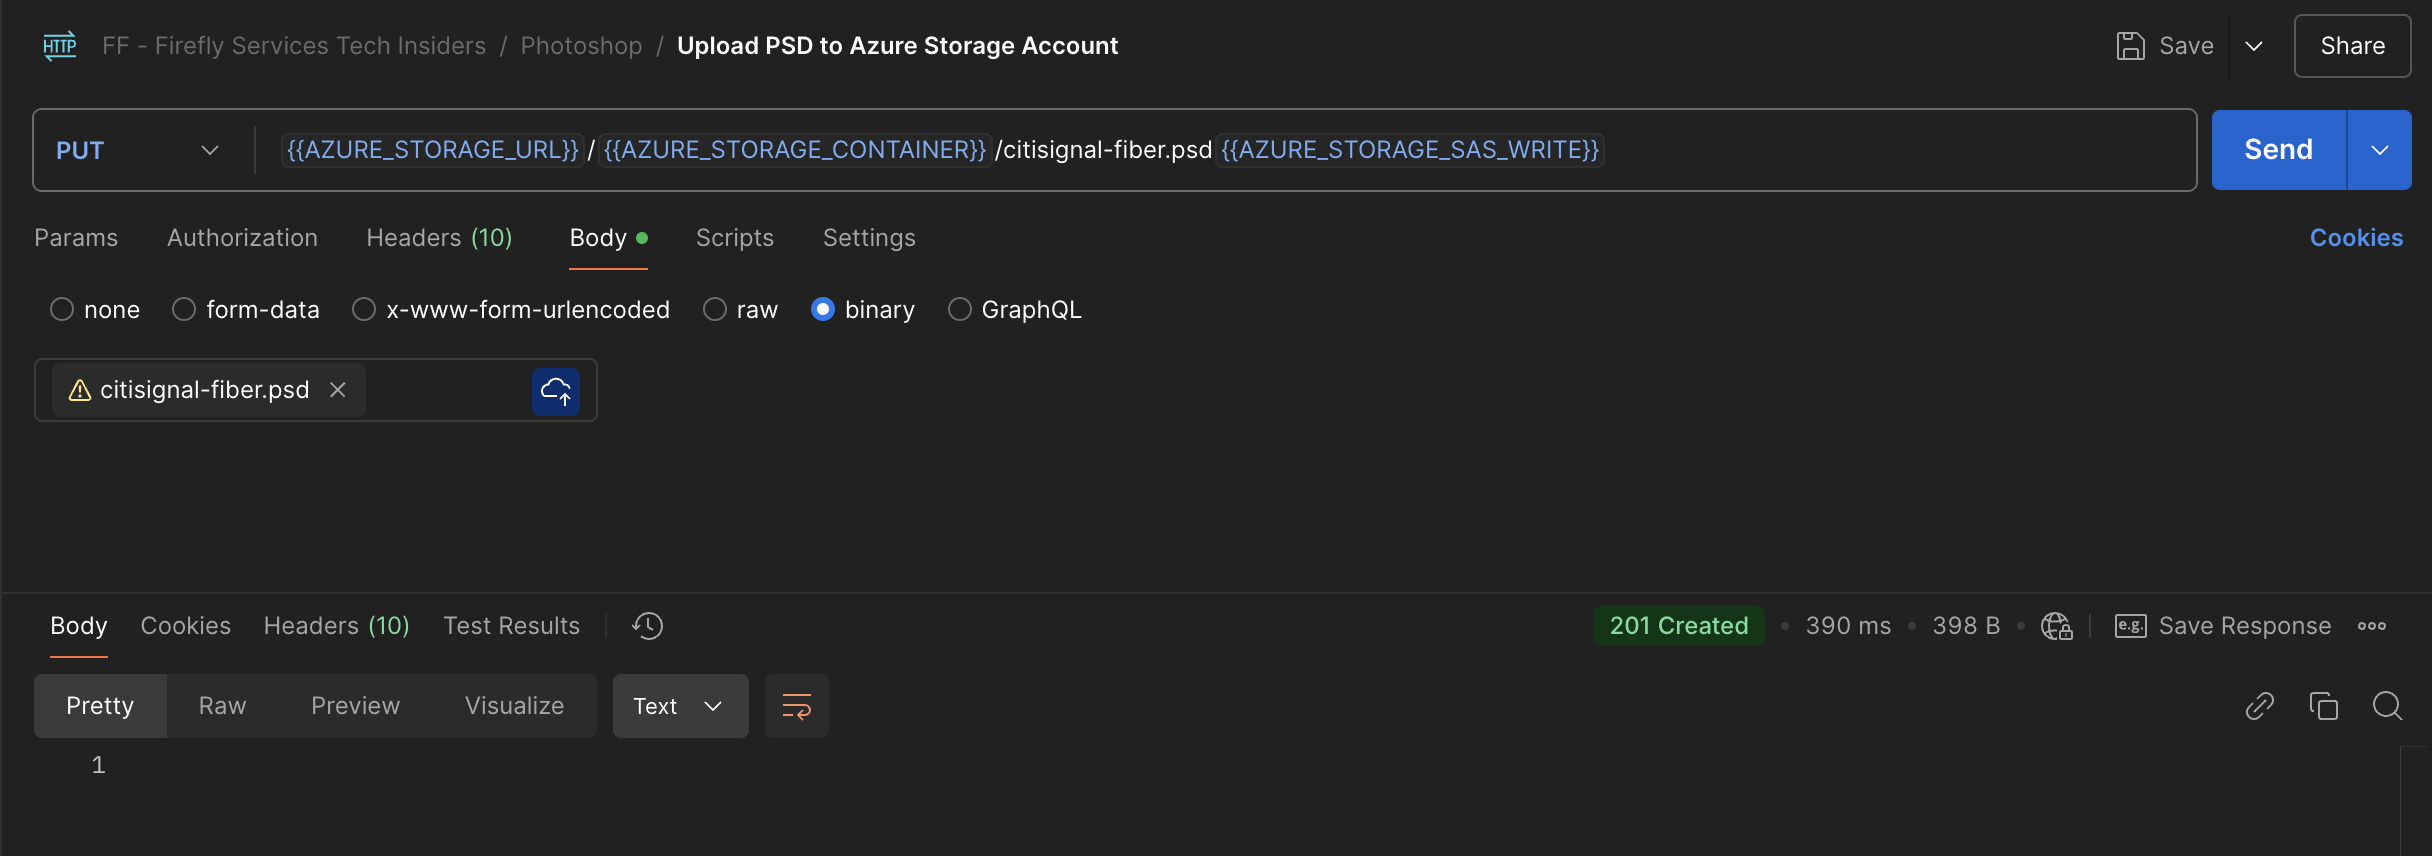 HTTP FF - Firefly Services Tech Insiders / Photoshop / Upload PSD to Azure Storage Account Save Share
PUT {{AZURE_STORAGE_URL}}/{{AZURE_STORAGE_CONTAINER}}/citisignal-fiber.psd{{AZURE_STORAGE_SAS_WRITE}} Send
Params Authorization Headers (10) Body Scripts Settings Cookies
none form-data x-www-form-urlencoded raw binary GraphQL
citisignal-fiber.psd
Body Cookies Headers (10) Test Results 201 Created • 390 ms • 398 B • e.g. Save Response
Pretty Raw Preview Visualize Text
1